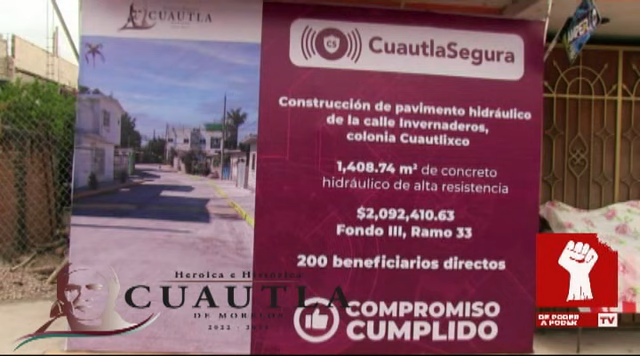 CUAUTLA
CS
CuautlaSegura
Construcción de pavimento hidráulico
de la calle Invernaderos,
colonia Cuautlixco
1,408.74 m² de concreto
hidráulico de alta resistencia
$2,092,410.63
Fondo III, Ramo 33
200 beneficiarios directos
COMPROMISO
CUMPLIDO
Heroica e Histórica
CUAUTLA
DE MORELOS
DE PODER
A PODER
TV